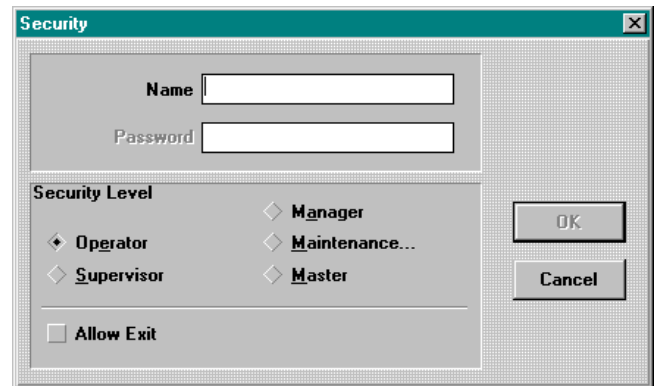 Security
Name
Password
Security Level
Manager
Operator
Maintenance...
Supervisor
Master
Allow Exit
OK
Cancel